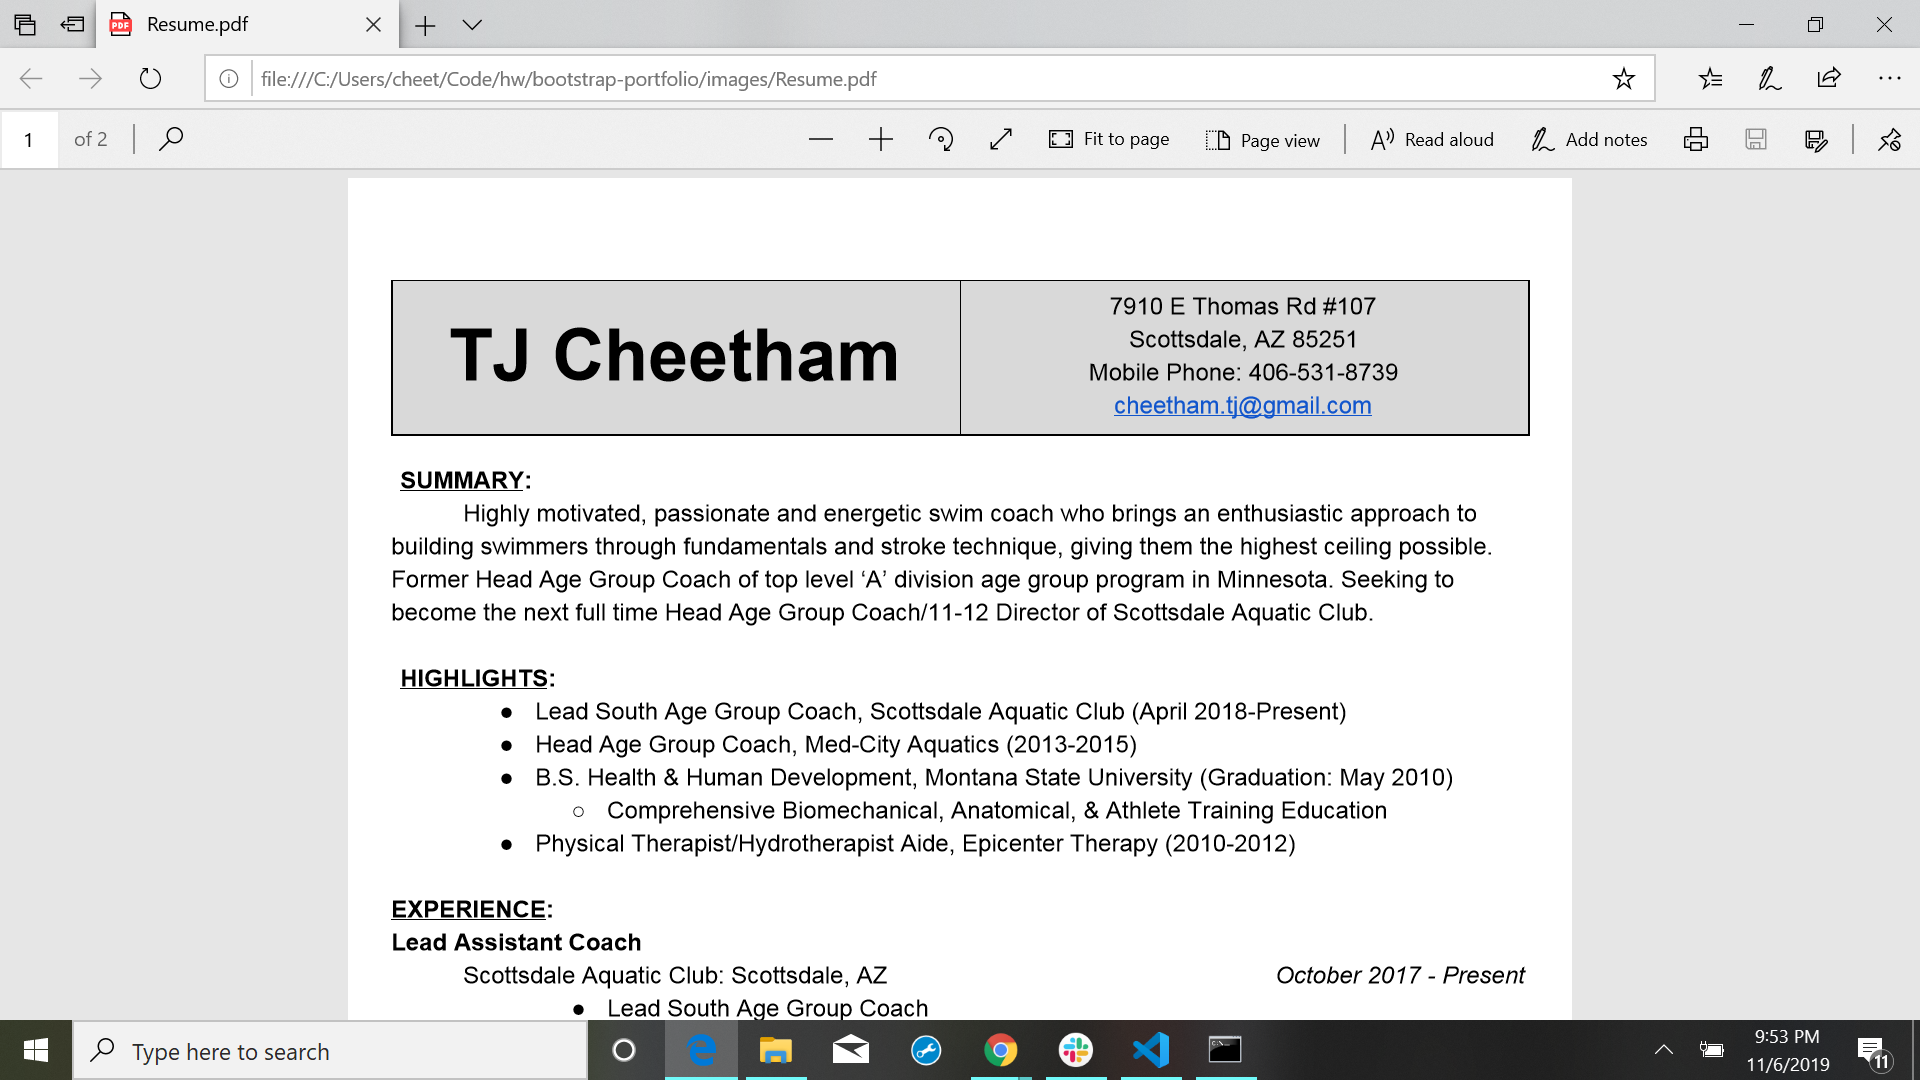 Resume.pdf
file:///C:/Users/cheet/Code/hw/bootstrap-portfolio/images/Resume.pdf
1 of 2 Fit to page Page view Read aloud Add notes
TJ Cheetham
7910 E Thomas Rd #107
Scottsdale, AZ 85251
Mobile Phone: 406-531-8739
cheetham.tj@gmail.com
SUMMARY:
Highly motivated, passionate and energetic swim coach who brings an enthusiastic approach to
building swimmers through fundamentals and stroke technique, giving them the highest ceiling possible.
Former Head Age Group Coach of top level ‘A’ division age group program in Minnesota. Seeking to
become the next full time Head Age Group Coach/11-12 Director of Scottsdale Aquatic Club.
HIGHLIGHTS:
● Lead South Age Group Coach, Scottsdale Aquatic Club (April 2018-Present)
● Head Age Group Coach, Med-City Aquatics (2013-2015)
● B.S. Health & Human Development, Montana State University (Graduation: May 2010)
○ Comprehensive Biomechanical, Anatomical, & Athlete Training Education
● Physical Therapist/Hydrotherapist Aide, Epicenter Therapy (2010-2012)
EXPERIENCE:
Lead Assistant Coach
Scottsdale Aquatic Club: Scottsdale, AZ October 2017 - Present
● Lead South Age Group Coach
Type here to search
9:53 PM
11/6/2019
11